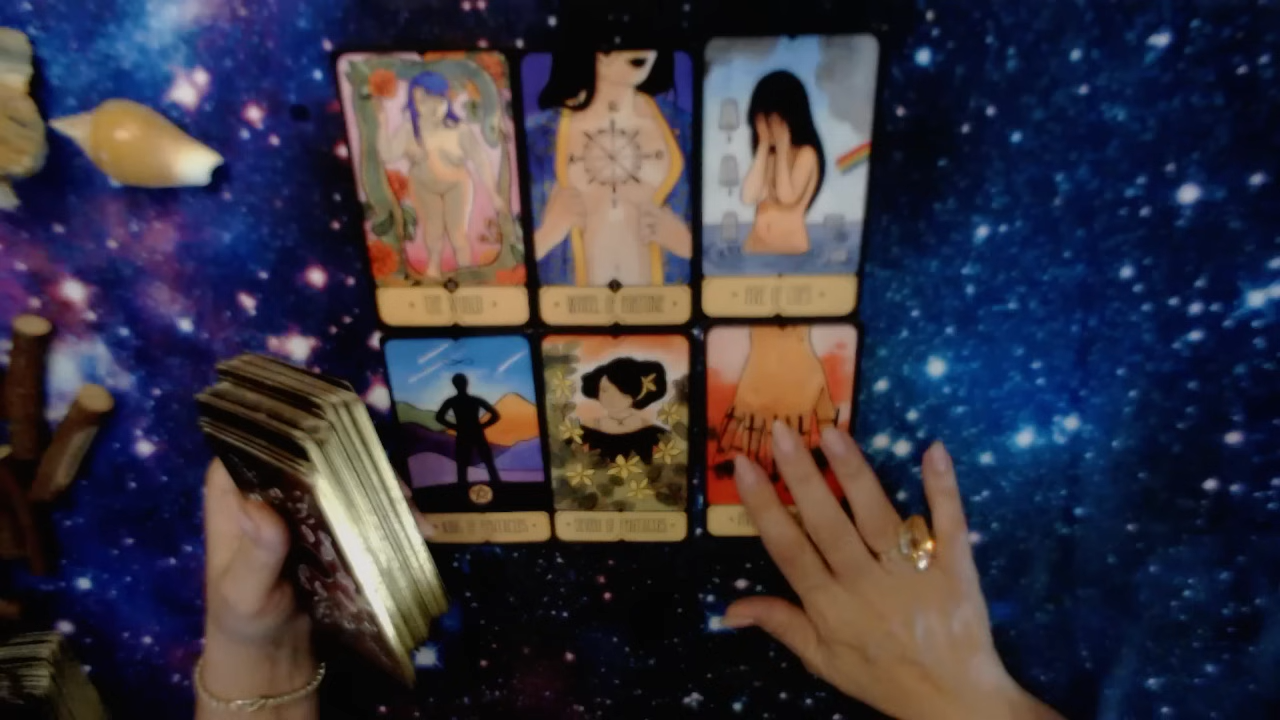 THE WORLD
WHEEL OF FORTUNE
FIVE OF CUPS
KING OF PENTACLES
SEVEN OF PENTACLES